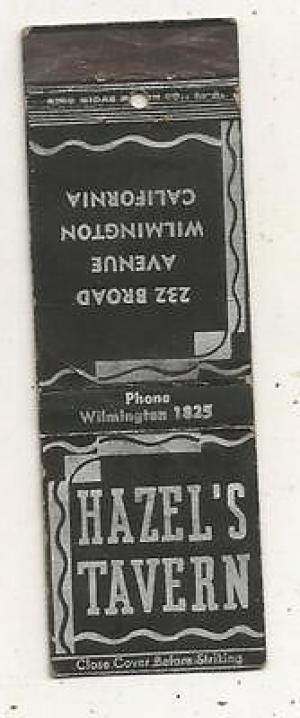 232 BROAD
AVENUE
WILMINGTON
CALIFORNIA
Phone
Wilmington 1825
HAZEL'S
TAVERN
Close Cover Before Striking